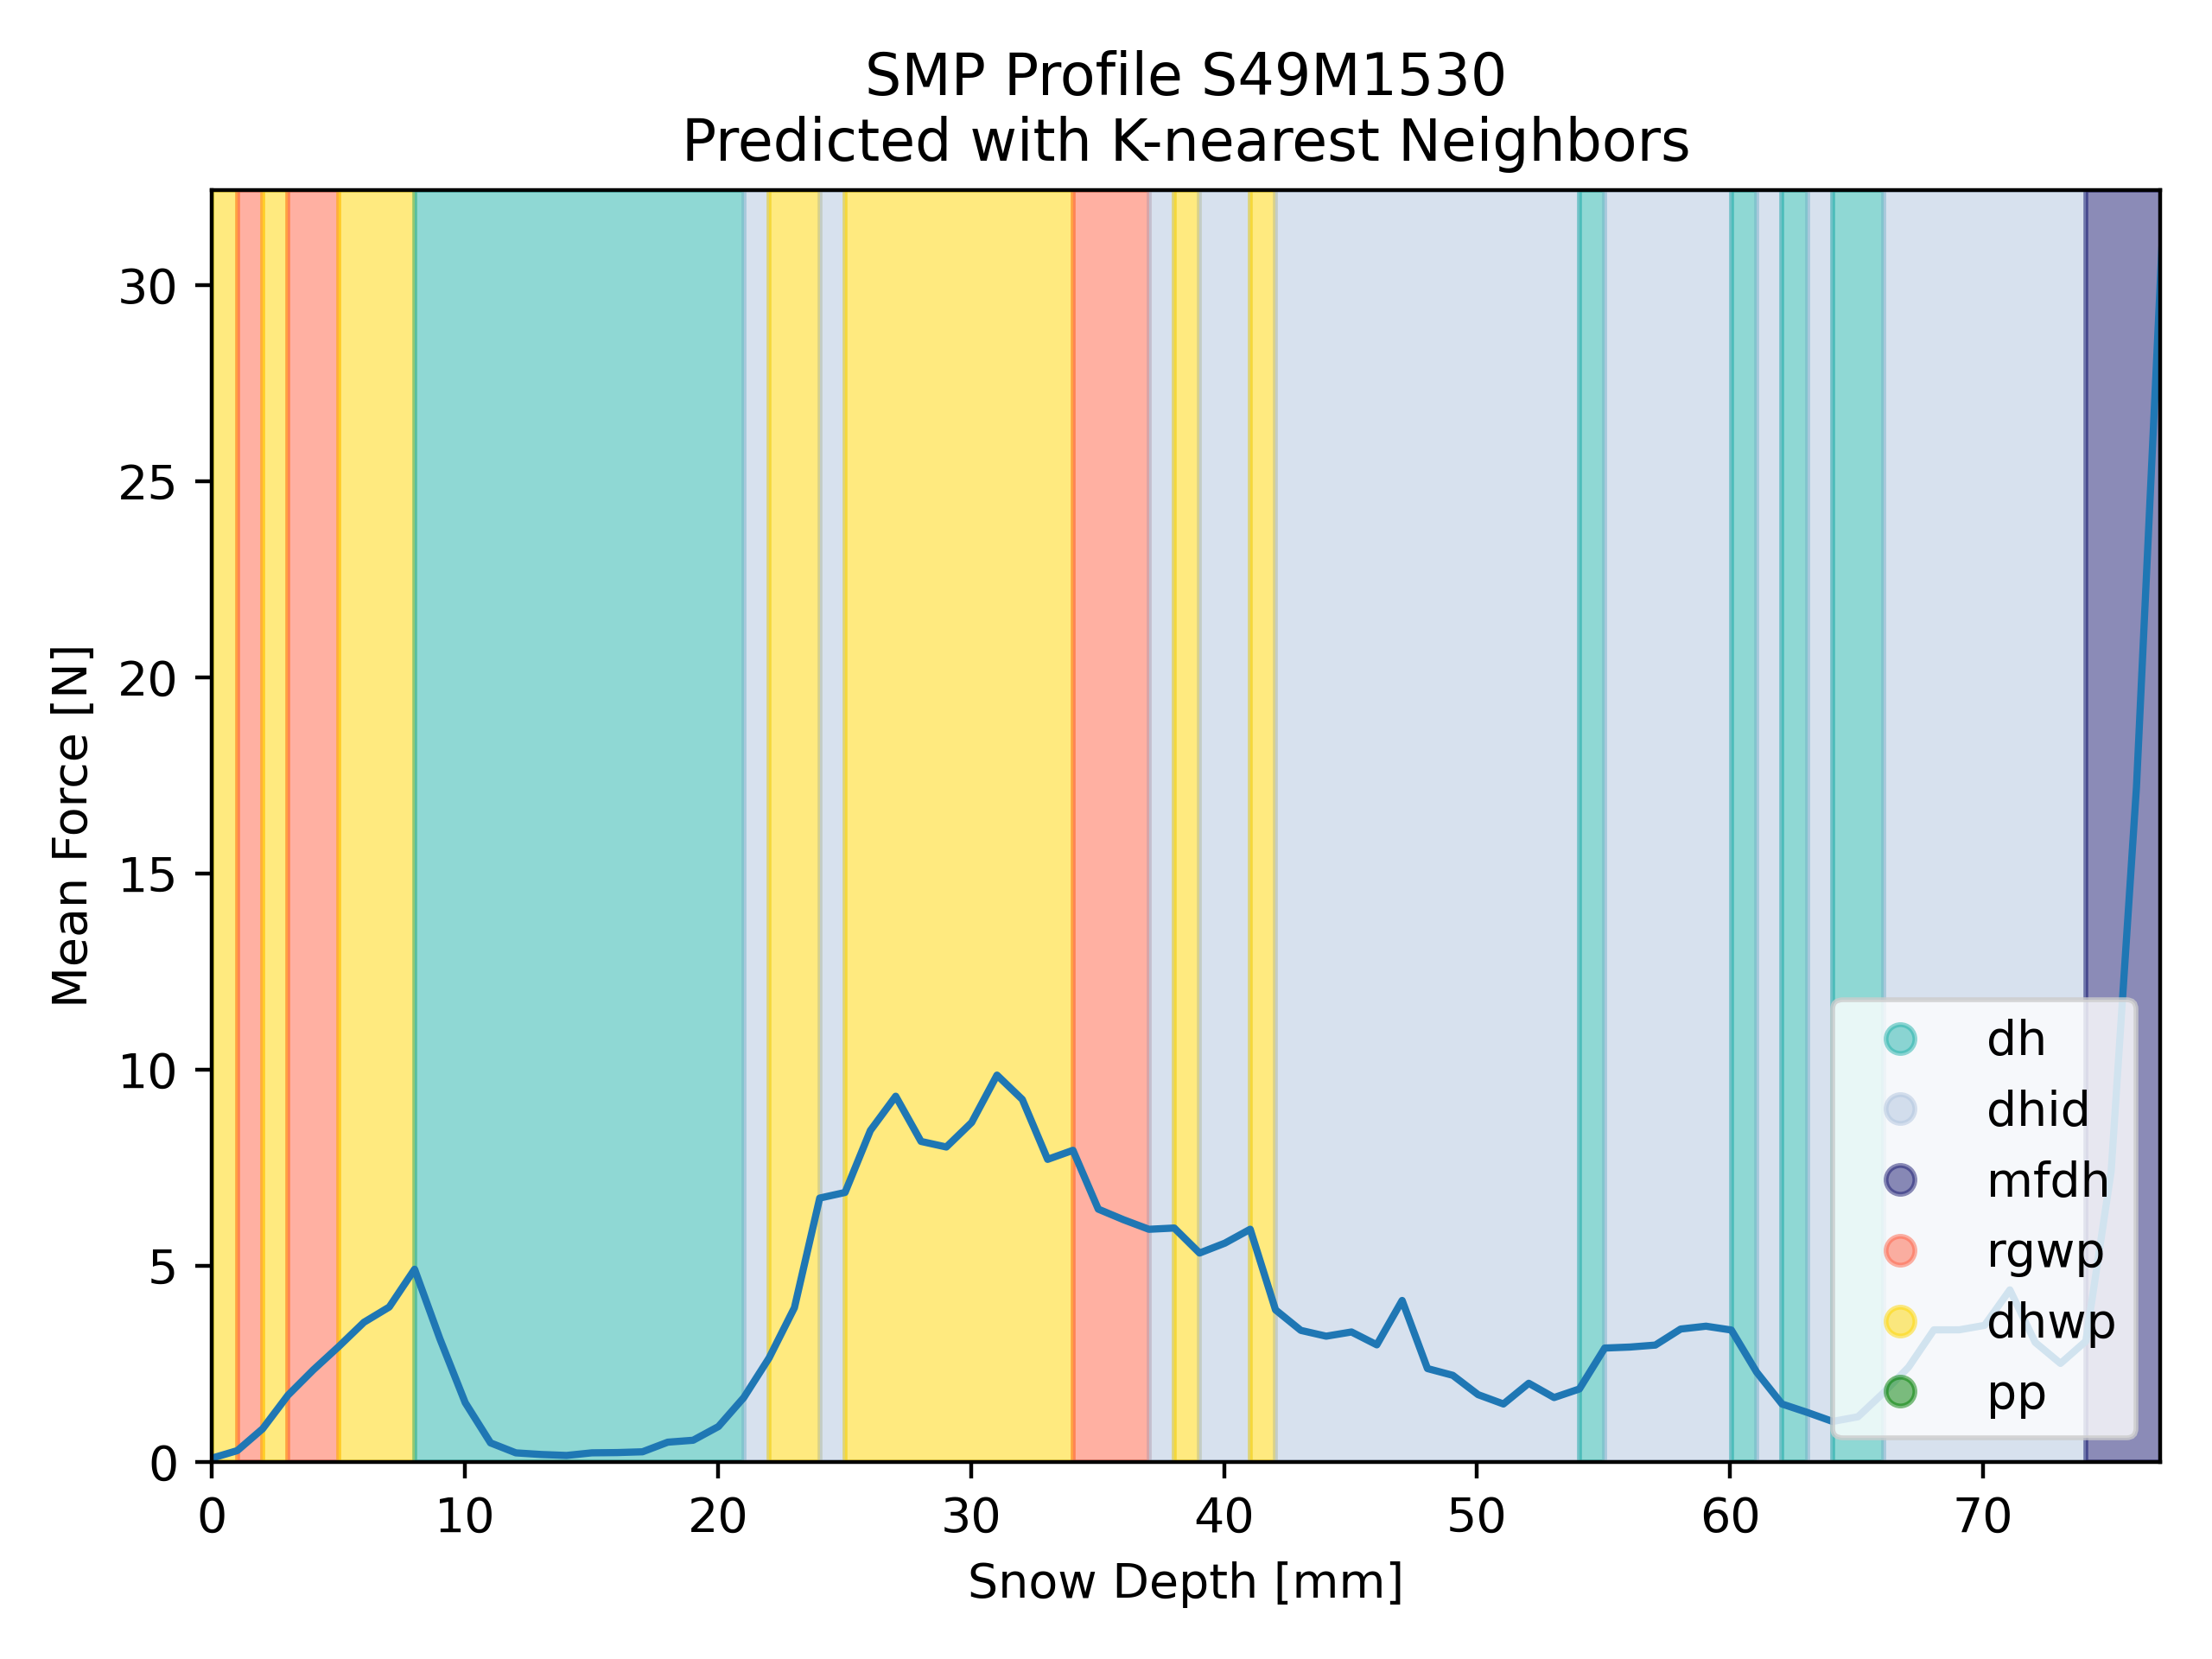 SMP Profile S49M1530
Predicted with K-nearest Neighbors
Mean Force [N]
30
25
20
15
10
5
0
dh
dhid
mfdh
rgwp
dhwp
pp
0 10 20 30 40 50 60 70
Snow Depth [mm]